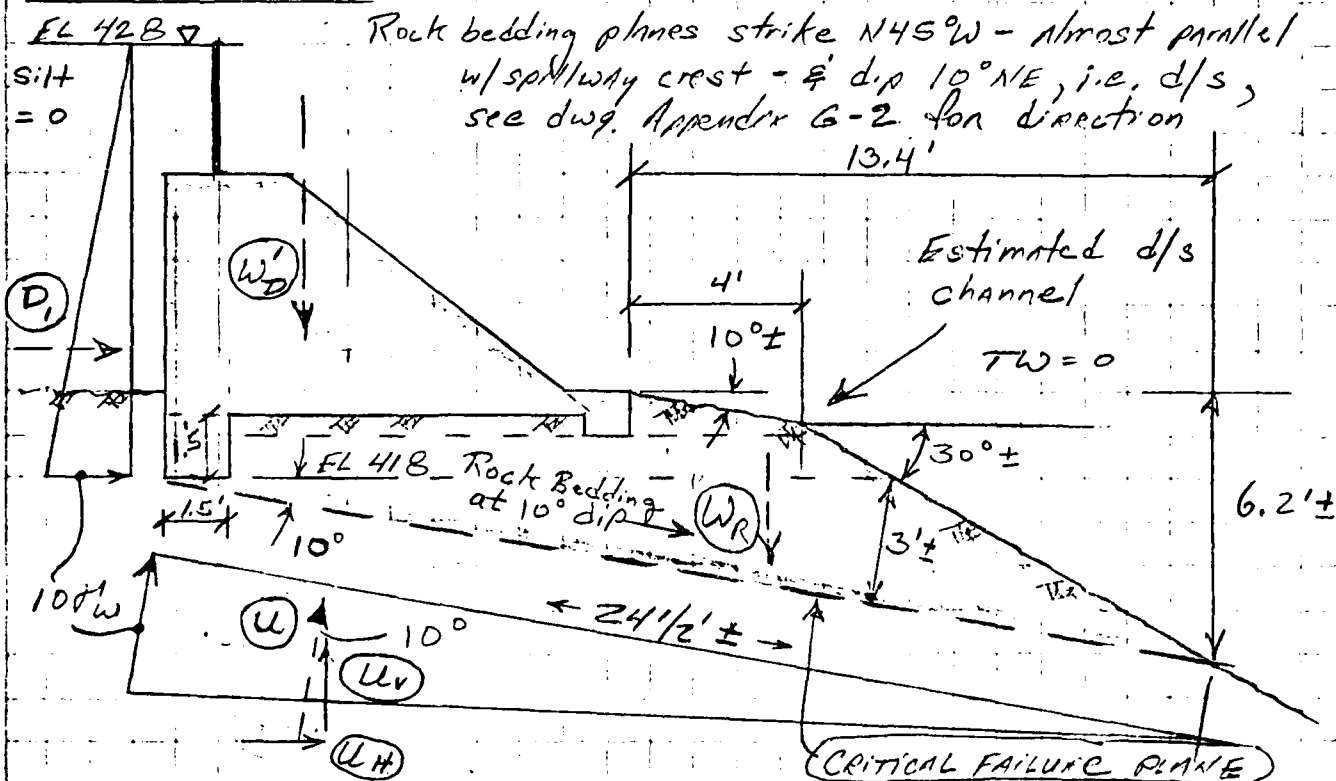 EL 428
Rock bedding planes strike N45°W - Almost parallel
w/spillway crest - & dip 10° NE, i.e. d/s,
see dwg. Appendix G-2 for direction
silt
= 0
13.4'
W'D
Estimated d/s
channel
D1
4'
10°±
TW = 0
.5'
EL 418
Rock Bedding
at 10° dip
30°±
6.2'±
1.5'
10°
WR
3'±
10γw
U
10°
24 1/2' ±
UV
UH
CRITICAL FAILURE PLANE